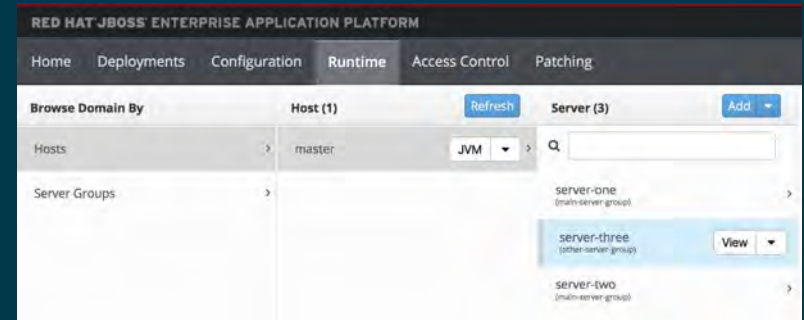 RED HAT JBOSS ENTERPRISE APPLICATION PLATFORM
Home Deployments Configuration Runtime Access Control Patching
Browse Domain By Host (1) Refresh Server (3) Add
Hosts master JVM
Server Groups
server-one
(main-server-group)
server-three View
(other-server-group)
server-two
(main-server-group)